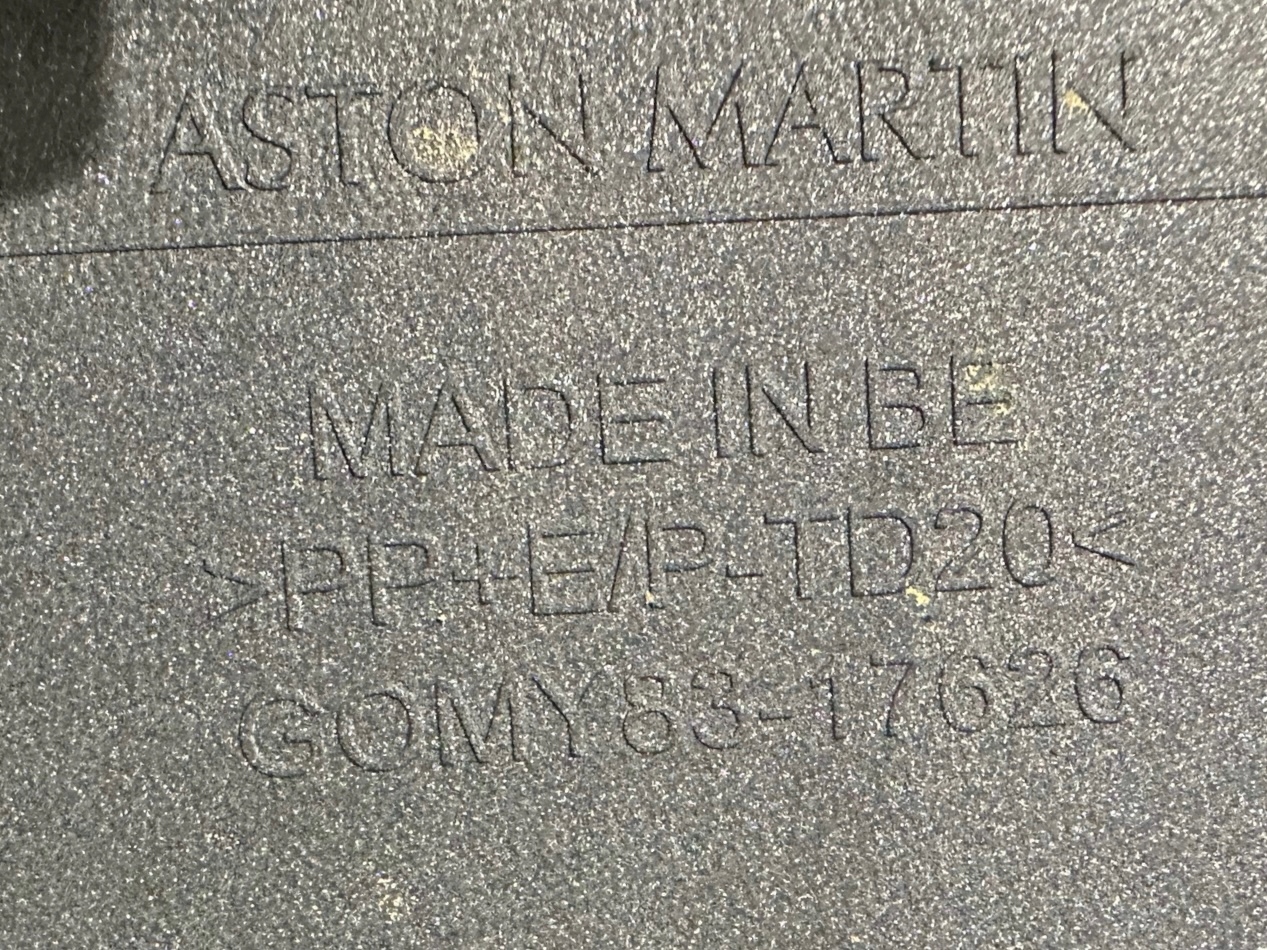 ASTON MARTIN
MADE IN BE
>PP+E/P-TD20<
GOMY83-17626